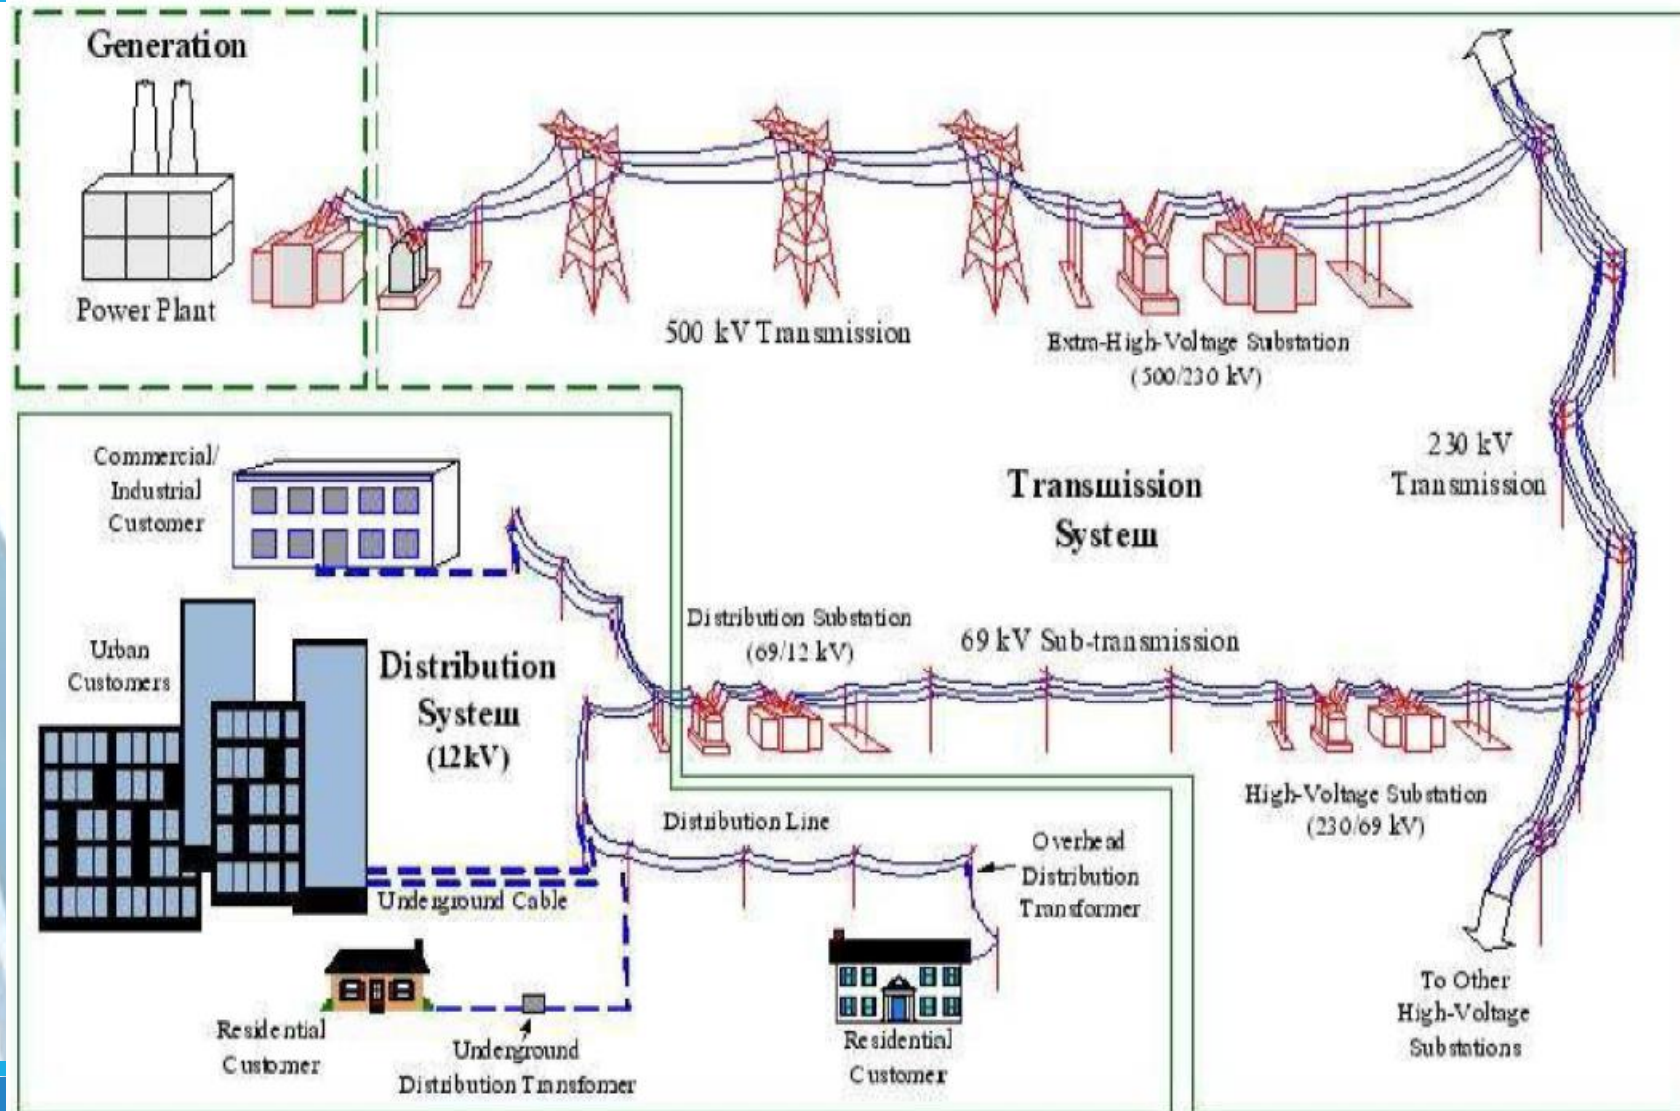 Generation
Power Plant
500 kV Transmission
Extra-High-Voltage Substation
(500/230 kV)
230 kV
Transmission
Transmission
System
Commercial/
Industrial
Customer
Distribution Substation
(69/12 kV)
69 kV Sub-transmission
Urban
Customers
Distribution
System
(12kV)
High-Voltage Substation
(230/69 kV)
Distribution Line
Overhead
Distribution
Transformer
Underground Cable
To Other
High-Voltage
Substations
Residential
Customer
Underground
Distribution Transfomer
Residential
Customer